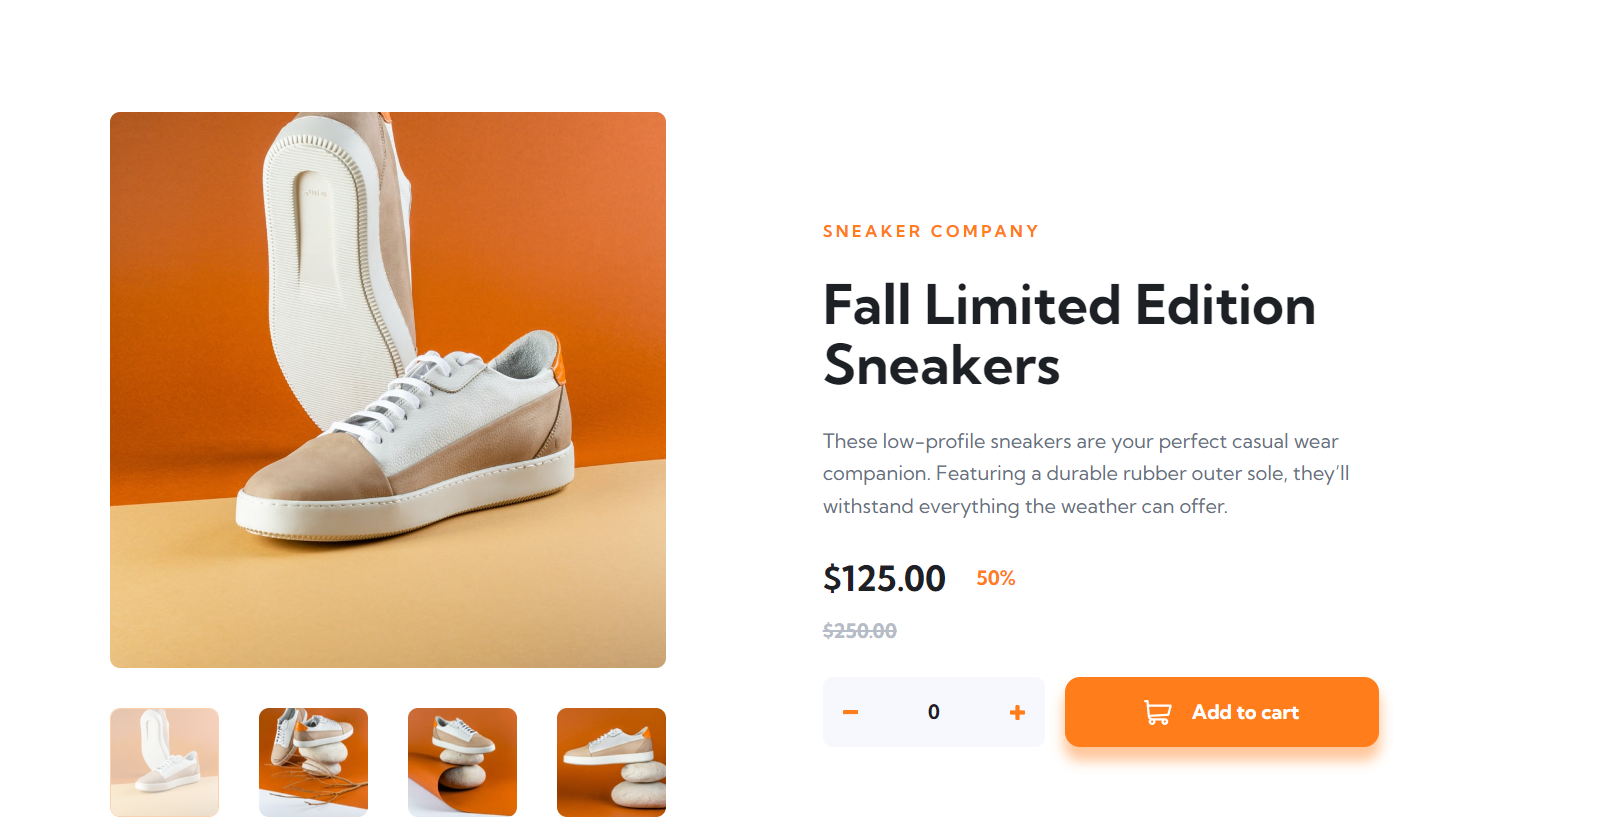 SNEAKER COMPANY
Fall Limited Edition
Sneakers
These low-profile sneakers are your perfect casual wear
companion. Featuring a durable rubber outer sole, they’ll
withstand everything the weather can offer.
$125.00 50%
$250.00
0 Add to cart